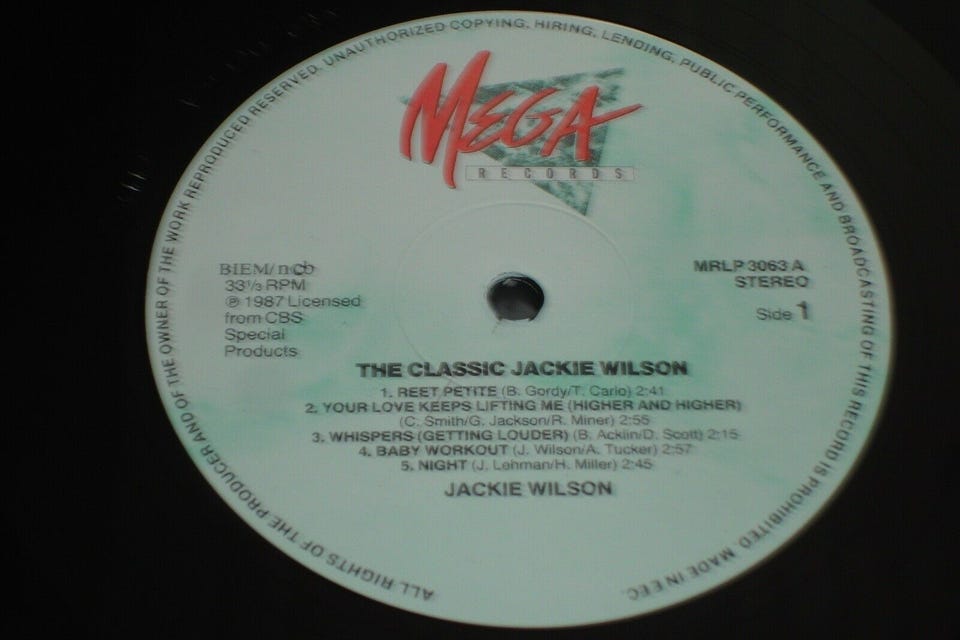 ALL RIGHTS OF THE PRODUCER AND OF THE OWNER OF THE WORK REPRODUCED RESERVED. UNAUTHORIZED COPYING, HIRING, LENDING, PUBLIC PERFORMANCE AND BROADCASTING OF THIS RECORD IS PROHIBITED. MADE IN EEC.
MEGA
RECORDS
BIEM/ncb
33⅓ RPM
℗ 1987 Licensed
from CBS
Special
Products
MRLP 3063 A
STEREO
Side 1
THE CLASSIC JACKIE WILSON
1. REET PETITE (B. Gordy/T. Carlo) 2:41
2. YOUR LOVE KEEPS LIFTING ME (HIGHER AND HIGHER)
(C. Smith/G. Jackson/R. Miner) 2:55
3. WHISPERS (GETTING LOUDER) (B. Acklin/D. Scott) 2:15
4. BABY WORKOUT (J. Wilson/A. Tucker) 2:57
5. NIGHT (J. Lehman/H. Miller) 2:45
JACKIE WILSON